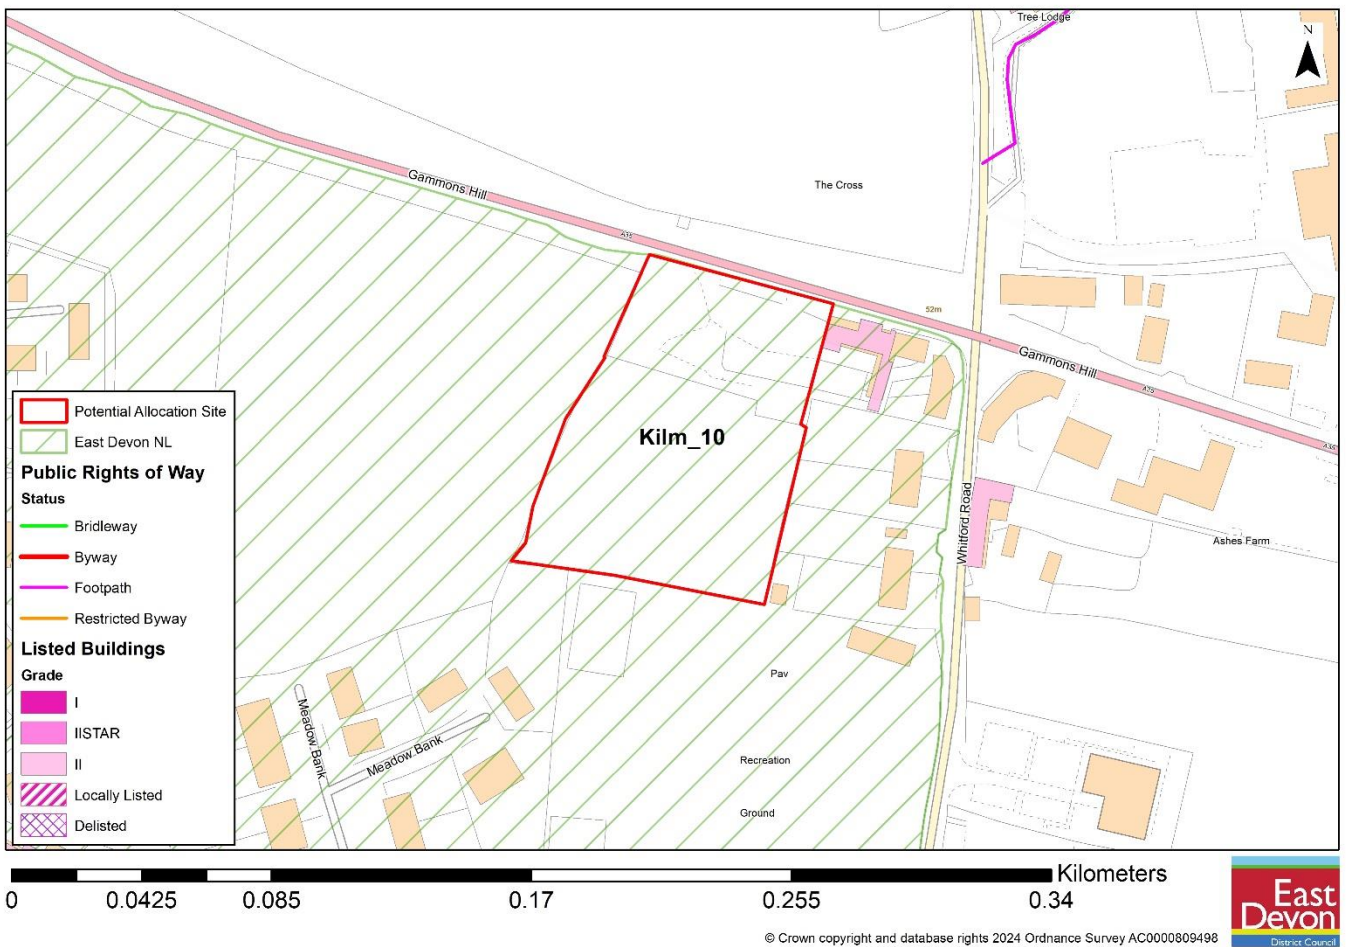 Tree Lodge
N
Gammons Hill
The Cross
A35
52m
Gammons Hill
A35
A35
Kilm_10
Whitford Road
Ashes Farm
Pav
Meadow Bank
Meadow Bank
Recreation
Ground
Potential Allocation Site
East Devon NL
Public Rights of Way
Status
Bridleway
Byway
Footpath
Restricted Byway
Listed Buildings
Grade
I
IISTAR
II
Locally Listed
Delisted
Kilometers
0 0.0425 0.085 0.17 0.255 0.34
East
Devon
District Council
© Crown copyright and database rights 2024 Ordnance Survey AC0000809498